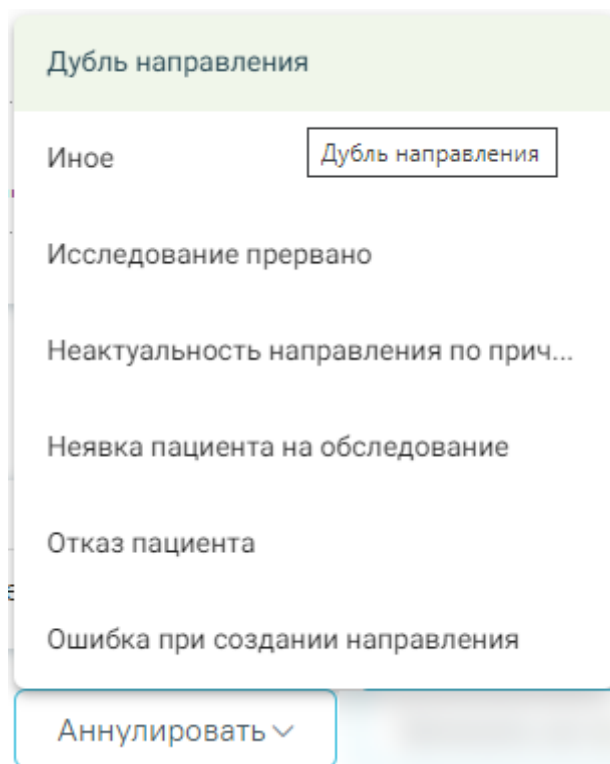 Дубль направления
Иное
Дубль направления
Исследование прервано
Неактуальность направления по прич...
Неявка пациента на обследование
Отказ пациента
Ошибка при создании направления
Аннулировать